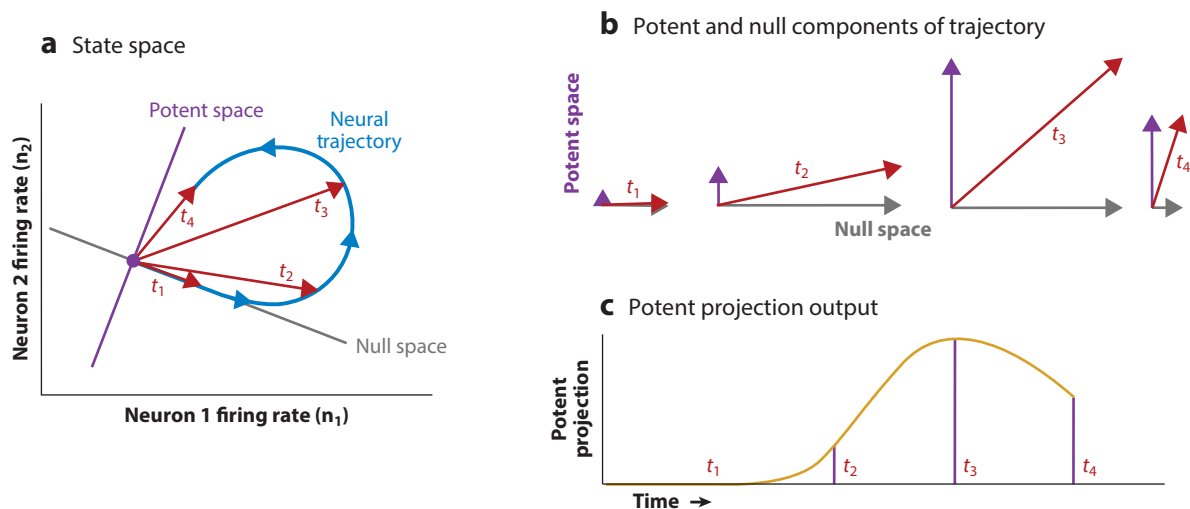 a State space
Potent space
Neural
trajectory
Neuron 2 firing rate (n₂)
t₄
t₃
t₂
t₁
Null space
Neuron 1 firing rate (n₁)
b Potent and null components of trajectory
Potent space
t₁
t₂
t₃
t₄
Null space
c Potent projection output
Potent
projection
t₁
t₂
t₃
t₄
Time →